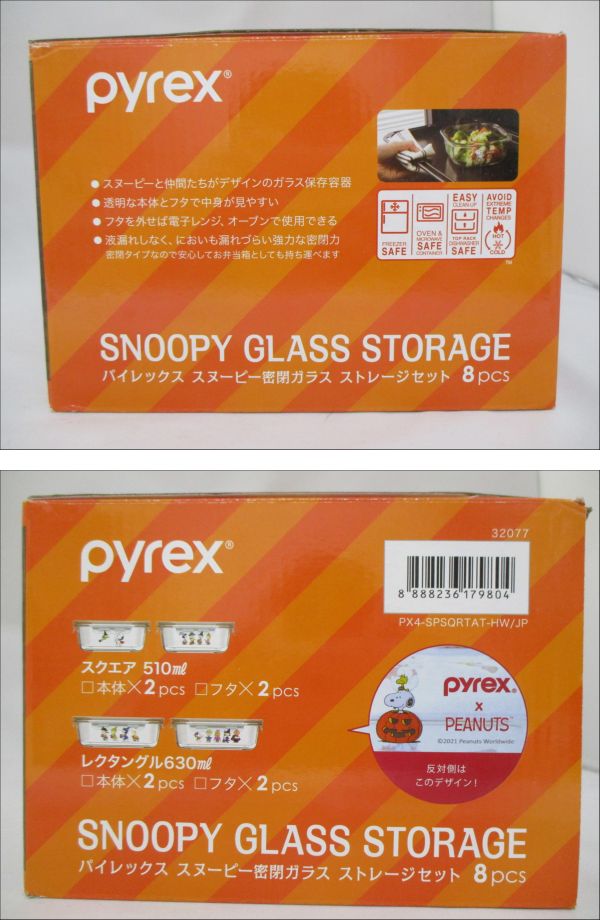 pyrex®
● スヌーピーと仲間たちがデザインのガラス保存容器
● 透明な本体とフタで中身が見やすい
● フタを外せば電子レンジ、オーブンで使用できる
● 液漏れしなく、においも漏れづらい強力な密閉力
密閉タイプなので安心してお弁当箱としても持ち運べます
FREEZER
SAFE
OVEN &
MICROWAVE
SAFE
CONTAINER
EASY
CLEAN UP
TOP RACK
DISHWASHER
SAFE
AVOID
EXTREME
TEMP
CHANGES
HOT
COLD
TM
SNOOPY GLASS STORAGE
パイレックス スヌーピー密閉ガラス ストレージセット 8pcs
pyrex®
32077
8 888236 179804
PX4-SPSQRTAT-HW/JP
スクエア 510ml
□本体×2pcs □フタ×2pcs
レクタングル630ml
□本体×2pcs □フタ×2pcs
pyrex®
x
PEANUTS™
©2021 Peanuts Worldwide
反対側は
このデザイン!
SNOOPY GLASS STORAGE
パイレックス スヌーピー密閉ガラス ストレージセット 8pcs